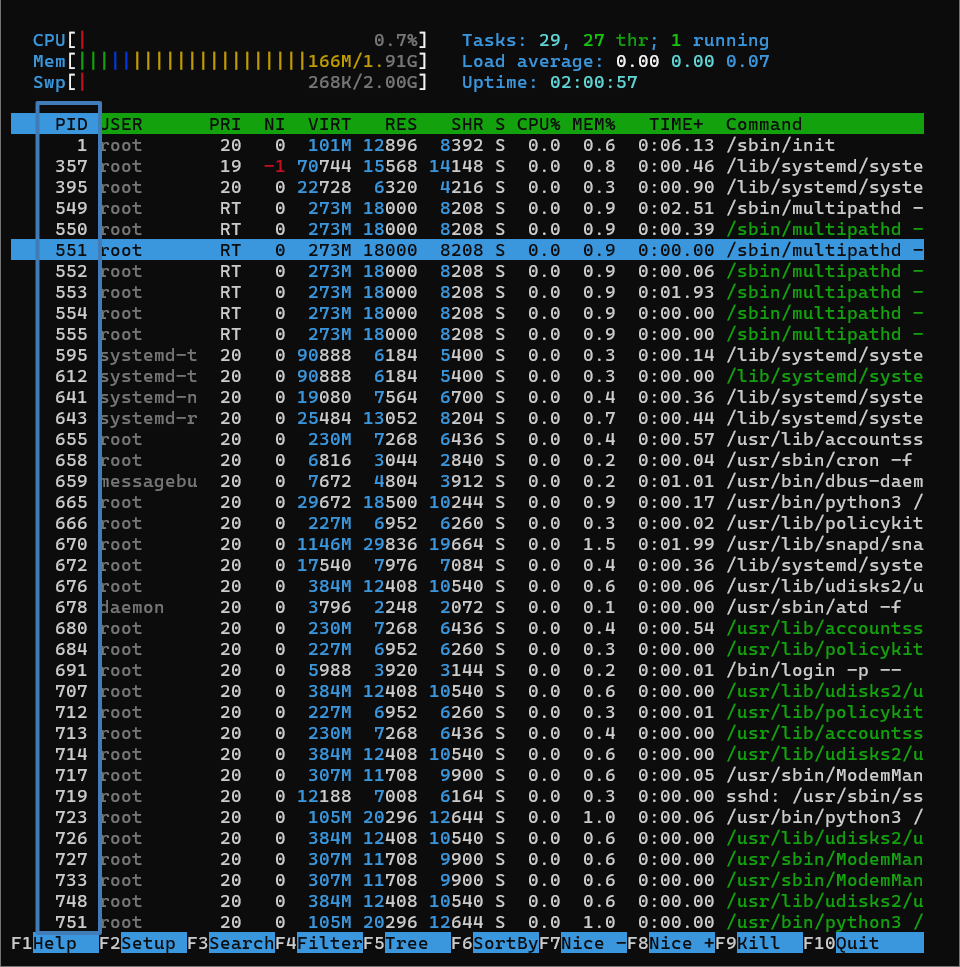 CPU[| 0.7%] Tasks: 29, 27 thr; 1 running
Mem[|||||||||||||||||||||166M/1.91G] Load average: 0.00 0.00 0.07
Swp[| 268K/2.00G] Uptime: 02:00:57
PID USER PRI NI VIRT RES SHR S CPU% MEM% TIME+ Command
1 root 20 0 101M 12896 8392 S 0.0 0.6 0:06.13 /sbin/init
357 root 19 -1 70744 15568 14148 S 0.0 0.8 0:00.46 /lib/systemd/syste
395 root 20 0 22728 6320 4216 S 0.0 0.3 0:00.90 /lib/systemd/syste
549 root RT 0 273M 18000 8208 S 0.0 0.9 0:02.51 /sbin/multipathd -
550 root RT 0 273M 18000 8208 S 0.0 0.9 0:00.39 /sbin/multipathd -
551 root RT 0 273M 18000 8208 S 0.0 0.9 0:00.00 /sbin/multipathd -
552 root RT 0 273M 18000 8208 S 0.0 0.9 0:00.06 /sbin/multipathd -
553 root RT 0 273M 18000 8208 S 0.0 0.9 0:01.93 /sbin/multipathd -
554 root RT 0 273M 18000 8208 S 0.0 0.9 0:00.00 /sbin/multipathd -
555 root RT 0 273M 18000 8208 S 0.0 0.9 0:00.00 /sbin/multipathd -
595 systemd-t 20 0 90888 6184 5400 S 0.0 0.3 0:00.14 /lib/systemd/syste
612 systemd-t 20 0 90888 6184 5400 S 0.0 0.3 0:00.00 /lib/systemd/syste
641 systemd-n 20 0 19080 7564 6700 S 0.0 0.4 0:00.36 /lib/systemd/syste
643 systemd-r 20 0 25484 13052 8204 S 0.0 0.7 0:00.44 /lib/systemd/syste
655 root 20 0 230M 7268 6436 S 0.0 0.4 0:00.57 /usr/lib/accountss
658 root 20 0 6816 3044 2840 S 0.0 0.2 0:00.04 /usr/sbin/cron -f
659 messagebu 20 0 7672 4804 3912 S 0.0 0.2 0:01.01 /usr/bin/dbus-daem
665 root 20 0 29672 18500 10244 S 0.0 0.9 0:00.17 /usr/bin/python3 /
666 root 20 0 227M 6952 6260 S 0.0 0.3 0:00.02 /usr/lib/policykit
670 root 20 0 1146M 29836 19664 S 0.0 1.5 0:01.99 /usr/lib/snapd/sna
672 root 20 0 17540 7976 7084 S 0.0 0.4 0:00.36 /lib/systemd/syste
676 root 20 0 384M 12408 10540 S 0.0 0.6 0:00.06 /usr/lib/udisks2/u
678 daemon 20 0 3796 2248 2072 S 0.0 0.1 0:00.00 /usr/sbin/atd -f
680 root 20 0 230M 7268 6436 S 0.0 0.4 0:00.54 /usr/lib/accountss
684 root 20 0 227M 6952 6260 S 0.0 0.3 0:00.00 /usr/lib/policykit
691 root 20 0 5988 3920 3144 S 0.0 0.2 0:00.01 /bin/login -p --
707 root 20 0 384M 12408 10540 S 0.0 0.6 0:00.00 /usr/lib/udisks2/u
712 root 20 0 227M 6952 6260 S 0.0 0.3 0:00.01 /usr/lib/policykit
713 root 20 0 230M 7268 6436 S 0.0 0.4 0:00.00 /usr/lib/accountss
714 root 20 0 384M 12408 10540 S 0.0 0.6 0:00.00 /usr/lib/udisks2/u
717 root 20 0 307M 11708 9900 S 0.0 0.6 0:00.05 /usr/sbin/ModemMan
719 root 20 0 12188 7008 6164 S 0.0 0.3 0:00.00 sshd: /usr/sbin/ss
723 root 20 0 105M 20296 12644 S 0.0 1.0 0:00.06 /usr/bin/python3 /
726 root 20 0 384M 12408 10540 S 0.0 0.6 0:00.00 /usr/lib/udisks2/u
727 root 20 0 307M 11708 9900 S 0.0 0.6 0:00.00 /usr/sbin/ModemMan
733 root 20 0 307M 11708 9900 S 0.0 0.6 0:00.00 /usr/sbin/ModemMan
748 root 20 0 384M 12408 10540 S 0.0 0.6 0:00.00 /usr/lib/udisks2/u
751 root 20 0 105M 20296 12644 S 0.0 1.0 0:00.00 /usr/bin/python3 /
F1Help F2Setup F3SearchF4FilterF5Tree F6SortByF7Nice -F8Nice +F9Kill F10Quit